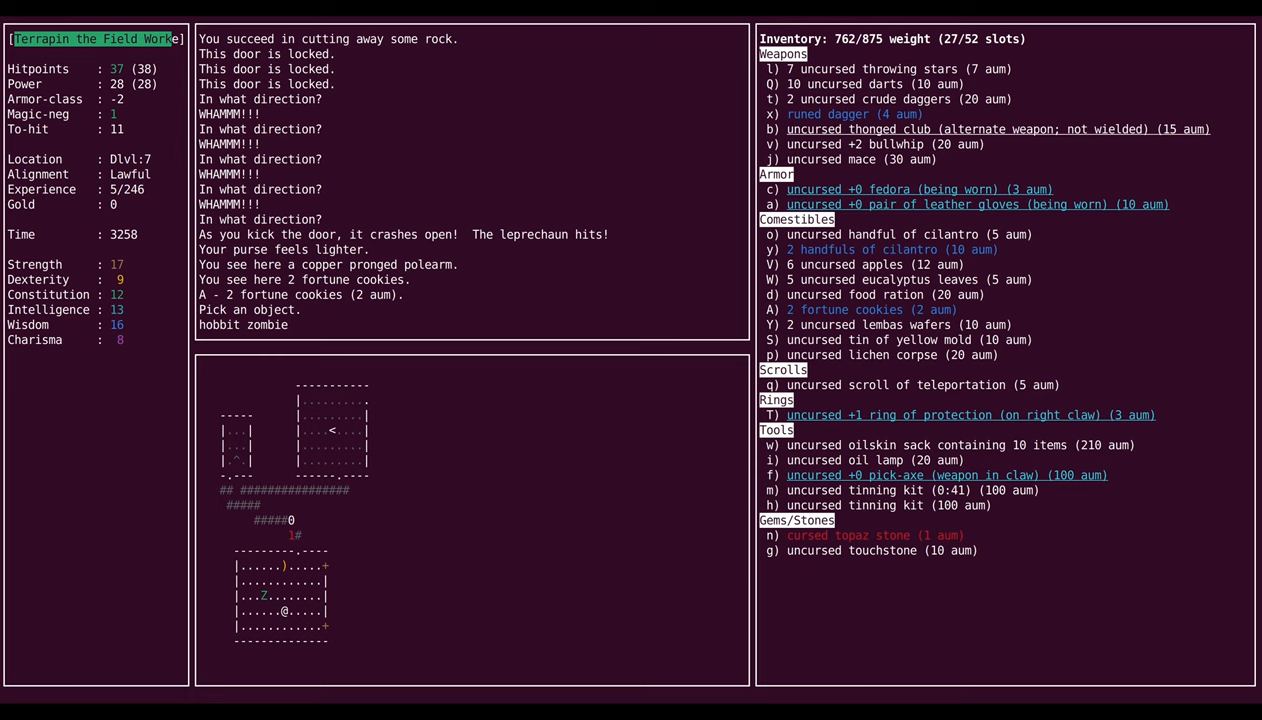 [Terrapin the Field Worke]
Hitpoints    : 37 (38)
Power        : 28 (28)
Armor-class  : -2
Magic-neg    : 1
To-hit       : 11
Location     : Dlvl:7
Alignment    : Lawful
Experience   : 5/246
Gold         : 0
Time         : 3258
Strength     : 17
Dexterity    :  9
Constitution : 12
Intelligence : 13
Wisdom       : 16
Charisma     :  8
You succeed in cutting away some rock.
This door is locked.
This door is locked.
This door is locked.
In what direction?
WHAMMM!!!
In what direction?
WHAMMM!!!
In what direction?
WHAMMM!!!
In what direction?
WHAMMM!!!
In what direction?
As you kick the door, it crashes open!  The leprechaun hits!
Your purse feels lighter.
You see here a copper pronged polearm.
You see here 2 fortune cookies.
A - 2 fortune cookies (2 aum).
Pick an object.
hobbit zombie
          -----------
          |..........
-----     |.........|
|...|     |....<....|
|...|     |.........|
|.^.|     |.........|
-.---     ------.----
## ###############
#####
#####0
1#
---------.----
|......).....+
|............|
|...Z........|
|......@.....|
|............+
--------------
Inventory: 762/875 weight (27/52 slots)
Weapons
l) 7 uncursed throwing stars (7 aum)
Q) 10 uncursed darts (10 aum)
t) 2 uncursed crude daggers (20 aum)
x) runed dagger (4 aum)
b) uncursed thonged club (alternate weapon; not wielded) (15 aum)
v) uncursed +2 bullwhip (20 aum)
j) uncursed mace (30 aum)
Armor
c) uncursed +0 fedora (being worn) (3 aum)
a) uncursed +0 pair of leather gloves (being worn) (10 aum)
Comestibles
o) uncursed handful of cilantro (5 aum)
y) 2 handfuls of cilantro (10 aum)
V) 6 uncursed apples (12 aum)
W) 5 uncursed eucalyptus leaves (5 aum)
d) uncursed food ration (20 aum)
A) 2 fortune cookies (2 aum)
Y) 2 uncursed lembas wafers (10 aum)
S) uncursed tin of yellow mold (10 aum)
p) uncursed lichen corpse (20 aum)
Scrolls
q) uncursed scroll of teleportation (5 aum)
Rings
T) uncursed +1 ring of protection (on right claw) (3 aum)
Tools
w) uncursed oilskin sack containing 10 items (210 aum)
i) uncursed oil lamp (20 aum)
f) uncursed +0 pick-axe (weapon in claw) (100 aum)
m) uncursed tinning kit (0:41) (100 aum)
h) uncursed tinning kit (100 aum)
Gems/Stones
n) cursed topaz stone (1 aum)
g) uncursed touchstone (10 aum)